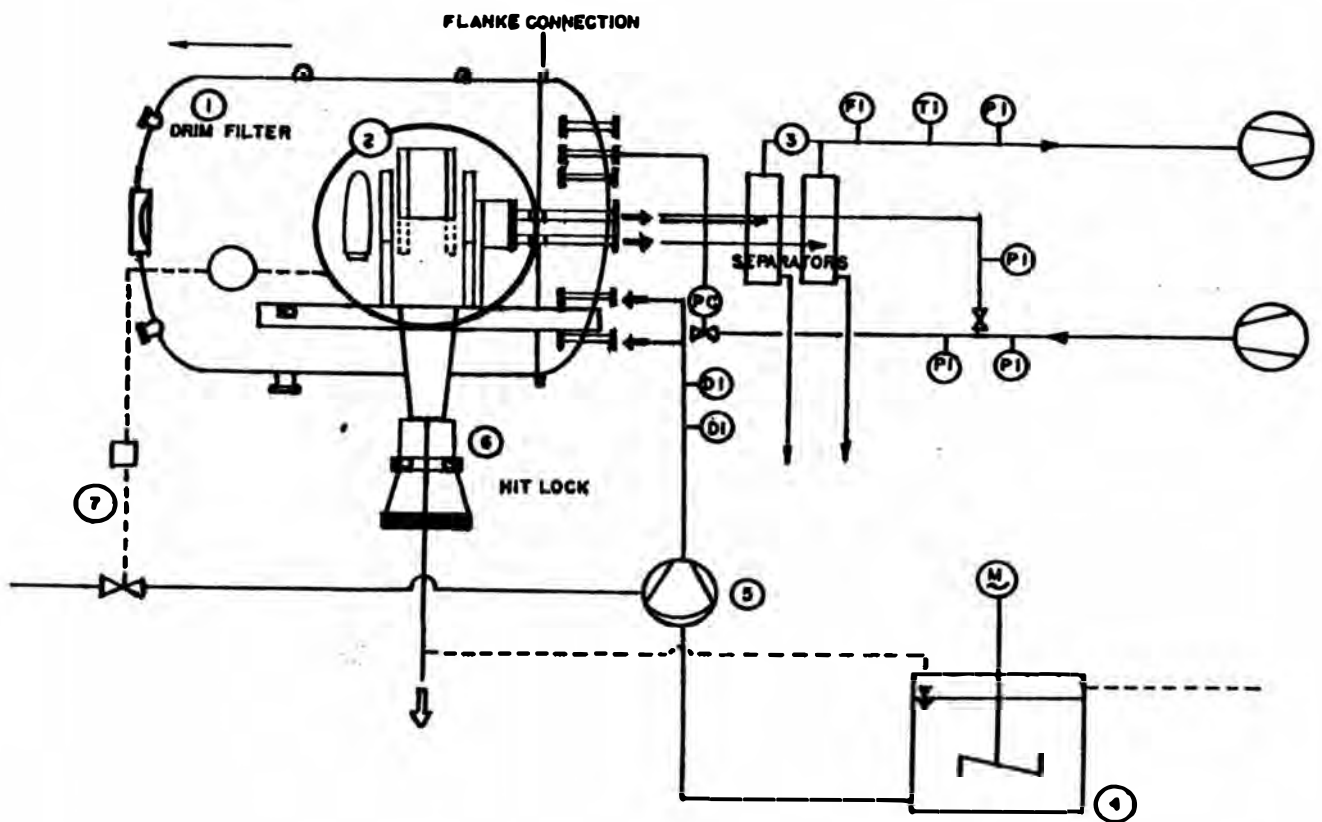 FLANKE CONNECTION
1
DRIM FILTER
2
3
FI
TI
PI
SEPARATORS
PI
PC
PI
PI
DI
DI
6
HIT LOCK
7
5
M
4